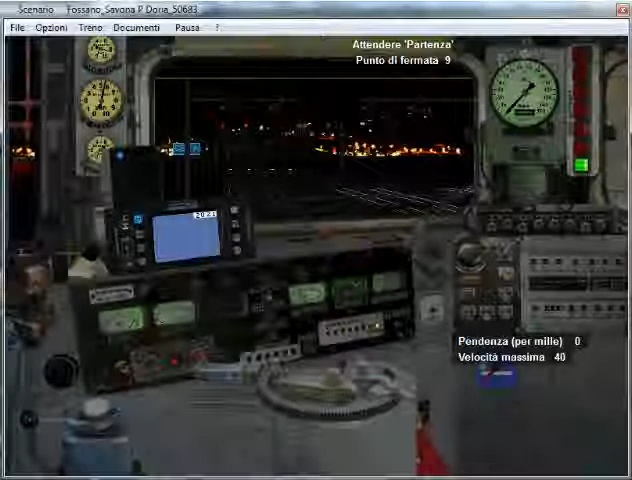 Scenario Fossano_Savona P Doria_50683
File Opzioni Treno Documenti Pausa ?
Attendere 'Partenza'
Punto di fermata 9
2021
Pendenza (per mille) 0
Velocità massima 40